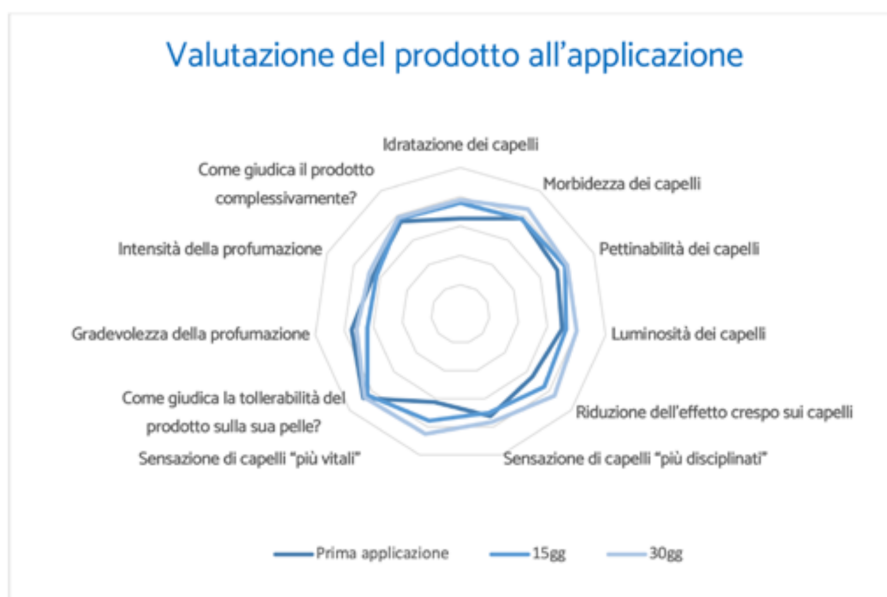 Valutazione del prodotto all'applicazione
Idratazione dei capelli
Come giudica il prodotto
complessivamente?
Morbidezza dei capelli
Intensità della profumazione
Pettinabilità dei capelli
Gradevolezza della profumazione
Luminosità dei capelli
Come giudica la tollerabilità del
prodotto sulla sua pelle?
Riduzione dell'effetto crespo sui capelli
Sensazione di capelli "più vitali"
Sensazione di capelli "più disciplinati"
Prima applicazione
15gg
30gg